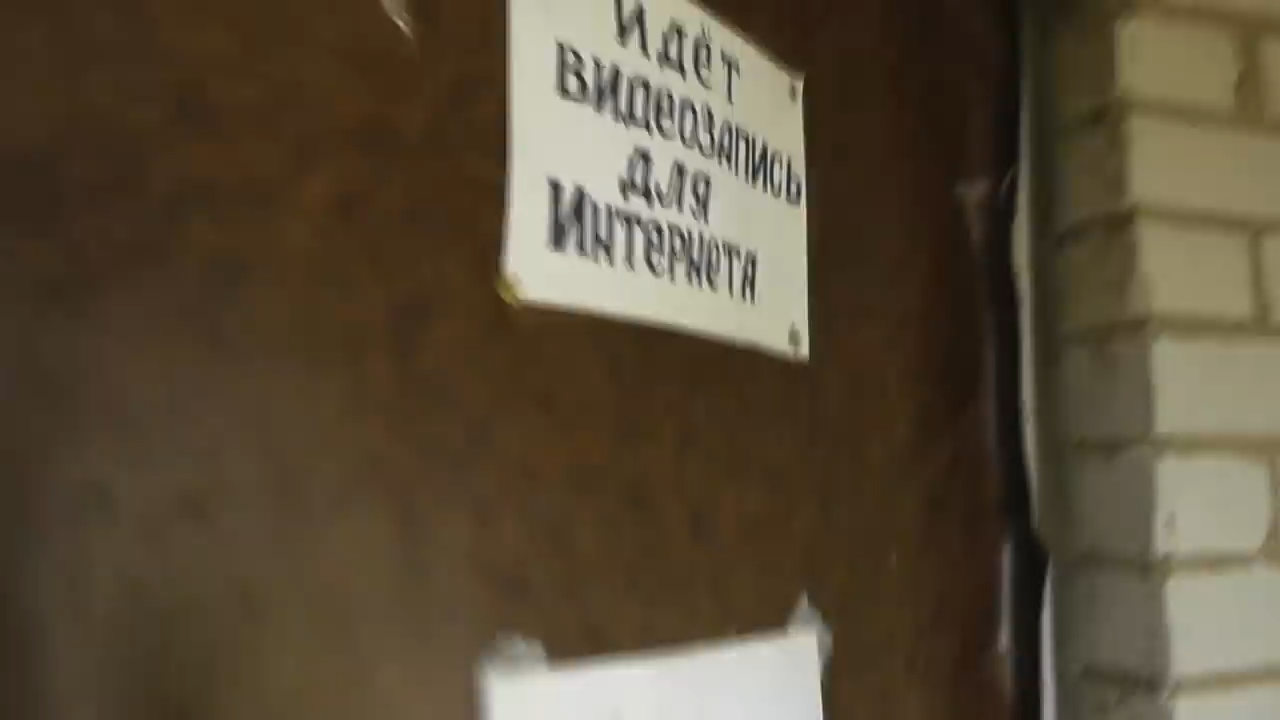 Идёт
видеозапись
для
Интернета